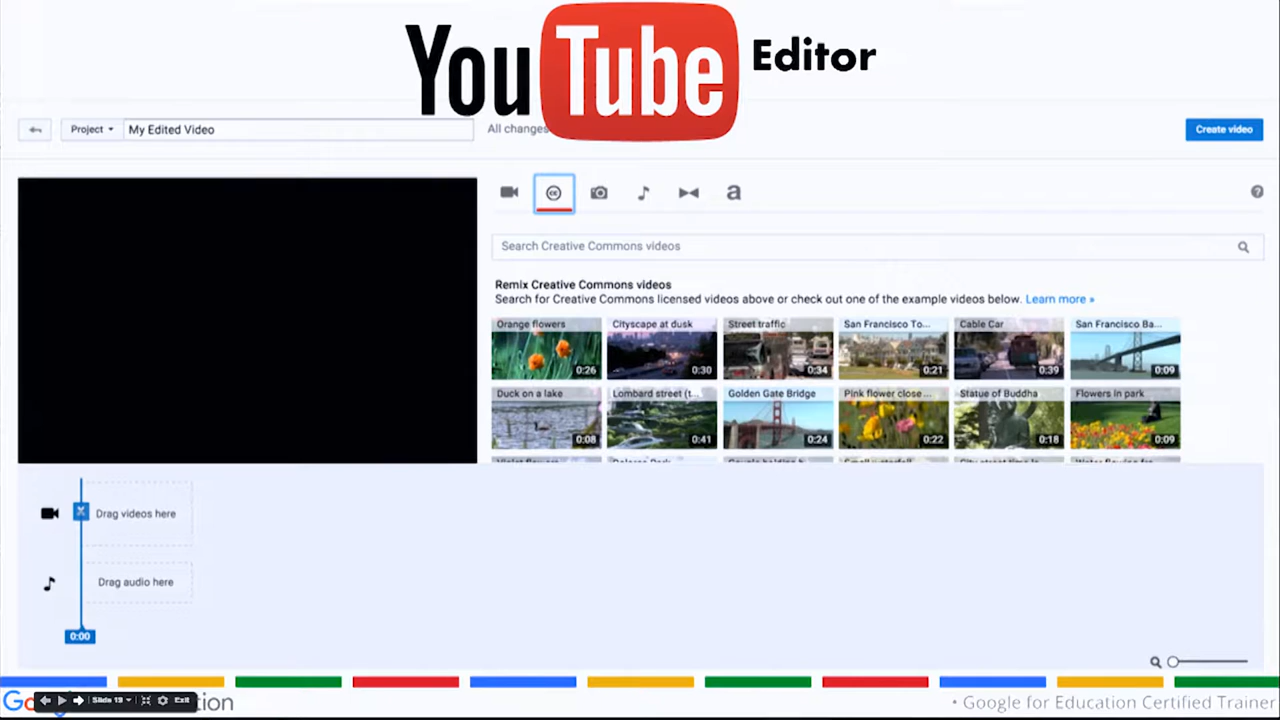 YouTube Editor
Project
My Edited Video
All changes
Create video
cc
a
?
Search Creative Commons videos
Remix Creative Commons videos
Search for Creative Commons licensed videos above or check out one of the example videos below. Learn more »
Orange flowers
Cityscape at dusk
Street traffic
San Francisco To...
Cable Car
San Francisco Ba...
0:26
0:30
0:34
0:21
0:39
0:09
Duck on a lake
Lombard street (t...
Golden Gate Bridge
Pink flower close ...
Statue of Buddha
Flowers in park
0:08
0:41
0:24
0:22
0:18
0:09
Drag videos here
Drag audio here
0:00
Slide 19
Exit
• Google for Education Certified Trainer